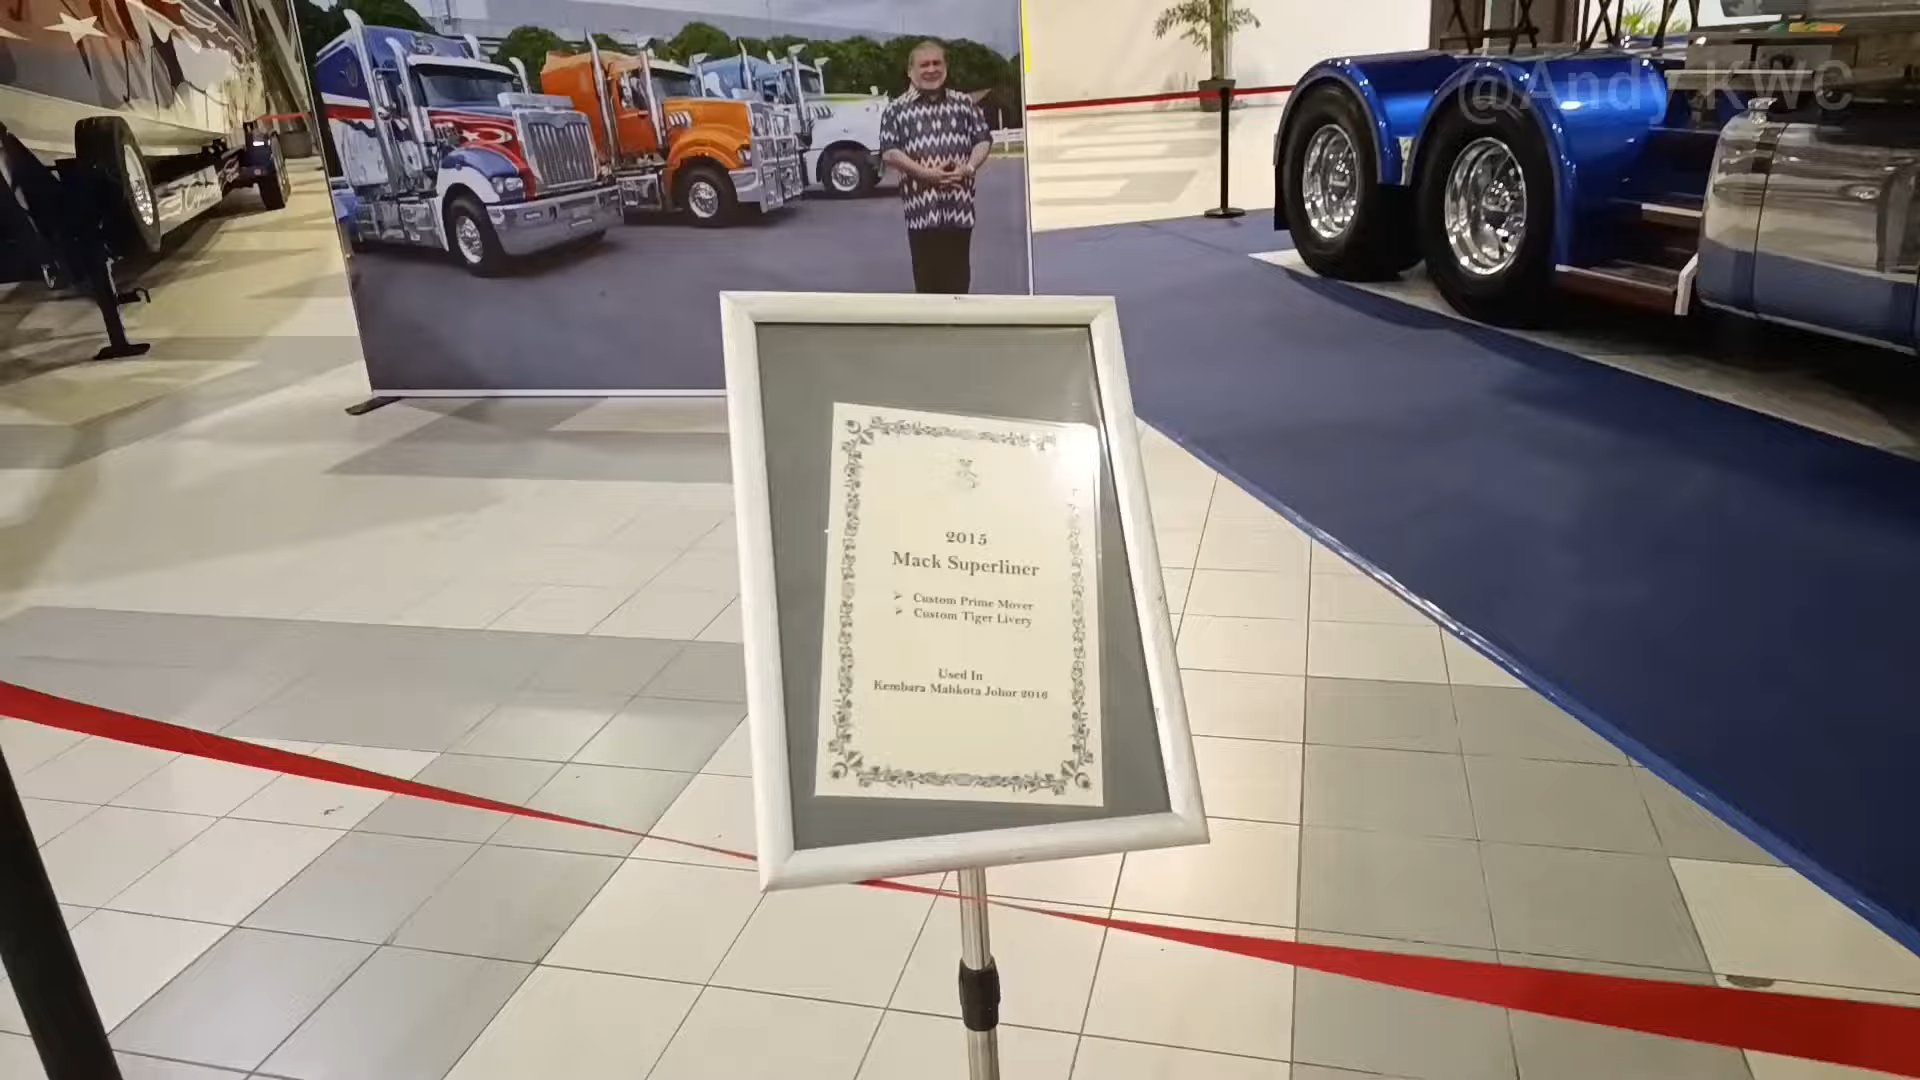 @Andy KWC
2015
Mack Superliner
➢ Custom Prime Mover
➢ Custom Tiger Livery
Used In
Kembara Mahkota Johor 2016